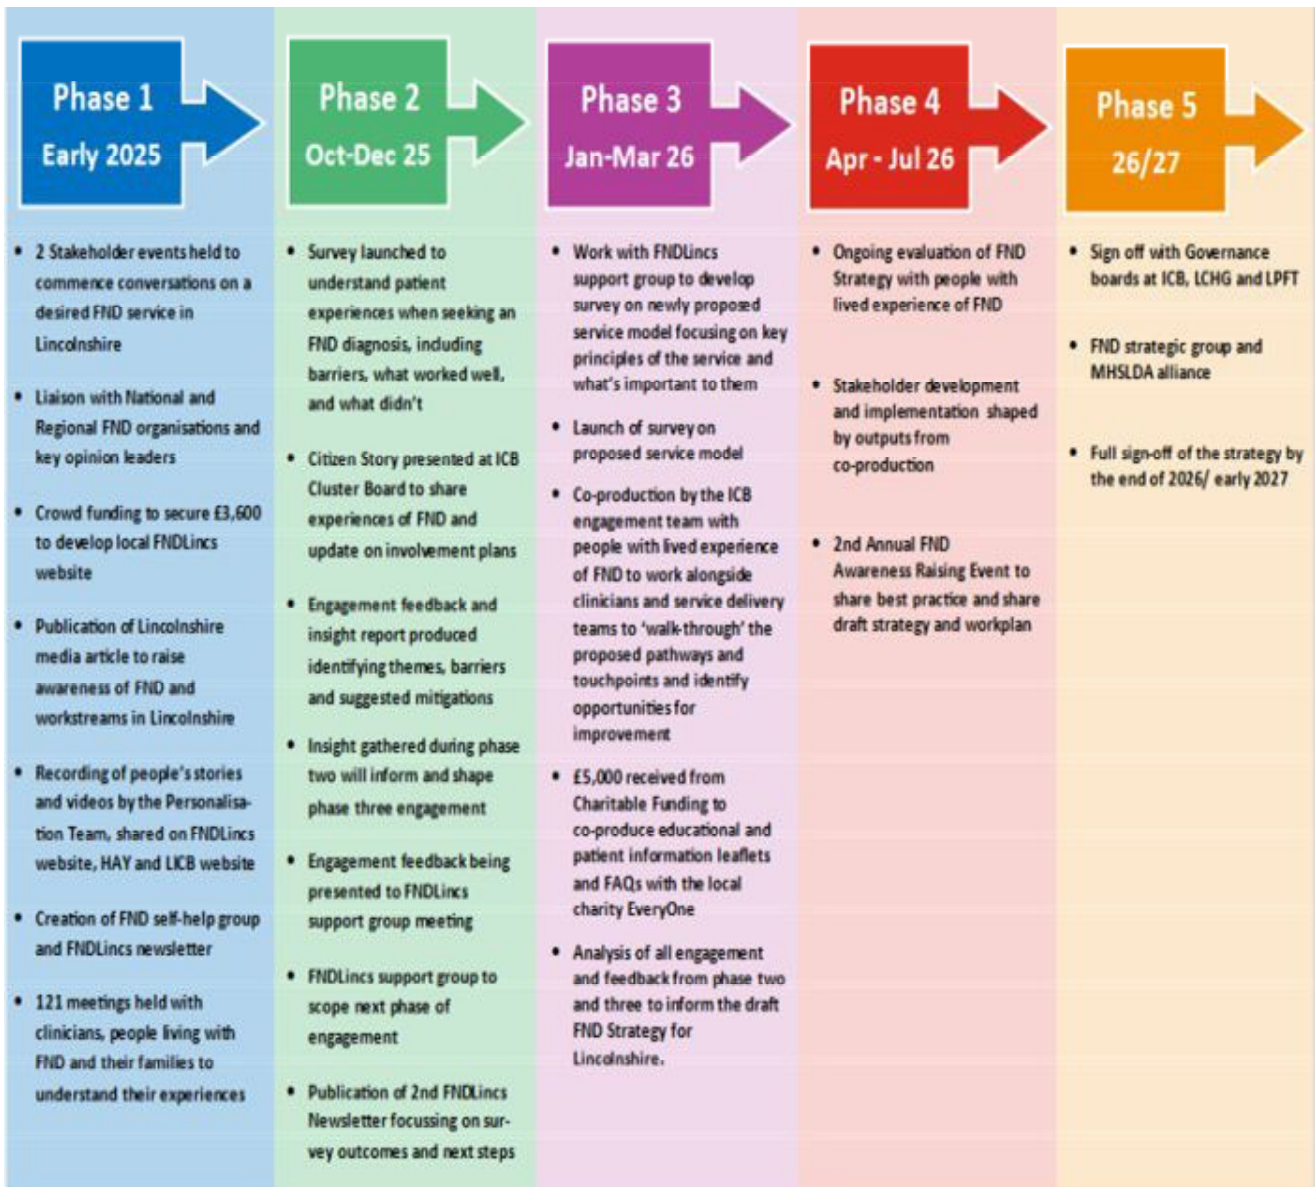 Phase 1
Early 2025
• 2 Stakeholder events held to
commence conversations on a
desired FND service in
Lincolnshire
• Liaison with National and
Regional FND organisations and
key opinion leaders
• Crowd funding to secure £3,600
to develop local FNDLincs
website
• Publication of Lincolnshire
media article to raise
awareness of FND and
workstreams in Lincolnshire
• Recording of people's stories
and videos by the Personalisa-
tion Team, shared on FNDLincs
website, HAY and LICB website
• Creation of FND self-help group
and FNDLincs newsletter
• 121 meetings held with
clinicians, people living with
FND and their families to
understand their experiences
Phase 2
Oct-Dec 25
• Survey launched to
understand patient
experiences when seeking an
FND diagnosis, including
barriers, what worked well,
and what didn't
• Citizen Story presented at ICB
Cluster Board to share
experiences of FND and
update on involvement plans
• Engagement feedback and
insight report produced
identifying themes, barriers
and suggested mitigations
• Insight gathered during phase
two will inform and shape
phase three engagement
• Engagement feedback being
presented to FNDLincs
support group meeting
• FNDLincs support group to
scope next phase of
engagement
• Publication of 2nd FNDLincs
Newsletter focussing on sur-
vey outcomes and next steps
Phase 3
Jan-Mar 26
• Work with FNDLincs
support group to develop
survey on newly proposed
service model focusing on key
principles of the service and
what's important to them
• Launch of survey on
proposed service model
• Co-production by the ICB
engagement team with
people with lived experience
of FND to work alongside
clinicians and service delivery
teams to 'walk-through' the
proposed pathways and
touchpoints and identify
opportunities for
improvement
• £5,000 received from
Charitable Funding to
co-produce educational and
patient information leaflets
and FAQs with the local
charity EveryOne
• Analysis of all engagement
and feedback from phase two
and three to inform the draft
FND Strategy for
Lincolnshire.
Phase 4
Apr - Jul 26
• Ongoing evaluation of FND
Strategy with people with
lived experience of FND
• Stakeholder development
and implementation shaped
by outputs from
co-production
• 2nd Annual FND
Awareness Raising Event to
share best practice and share
draft strategy and workplan
Phase 5
26/27
• Sign off with Governance
boards at ICB, LCHG and LPFT
• FND strategic group and
MHSLDA alliance
• Full sign-off of the strategy by
the end of 2026/ early 2027